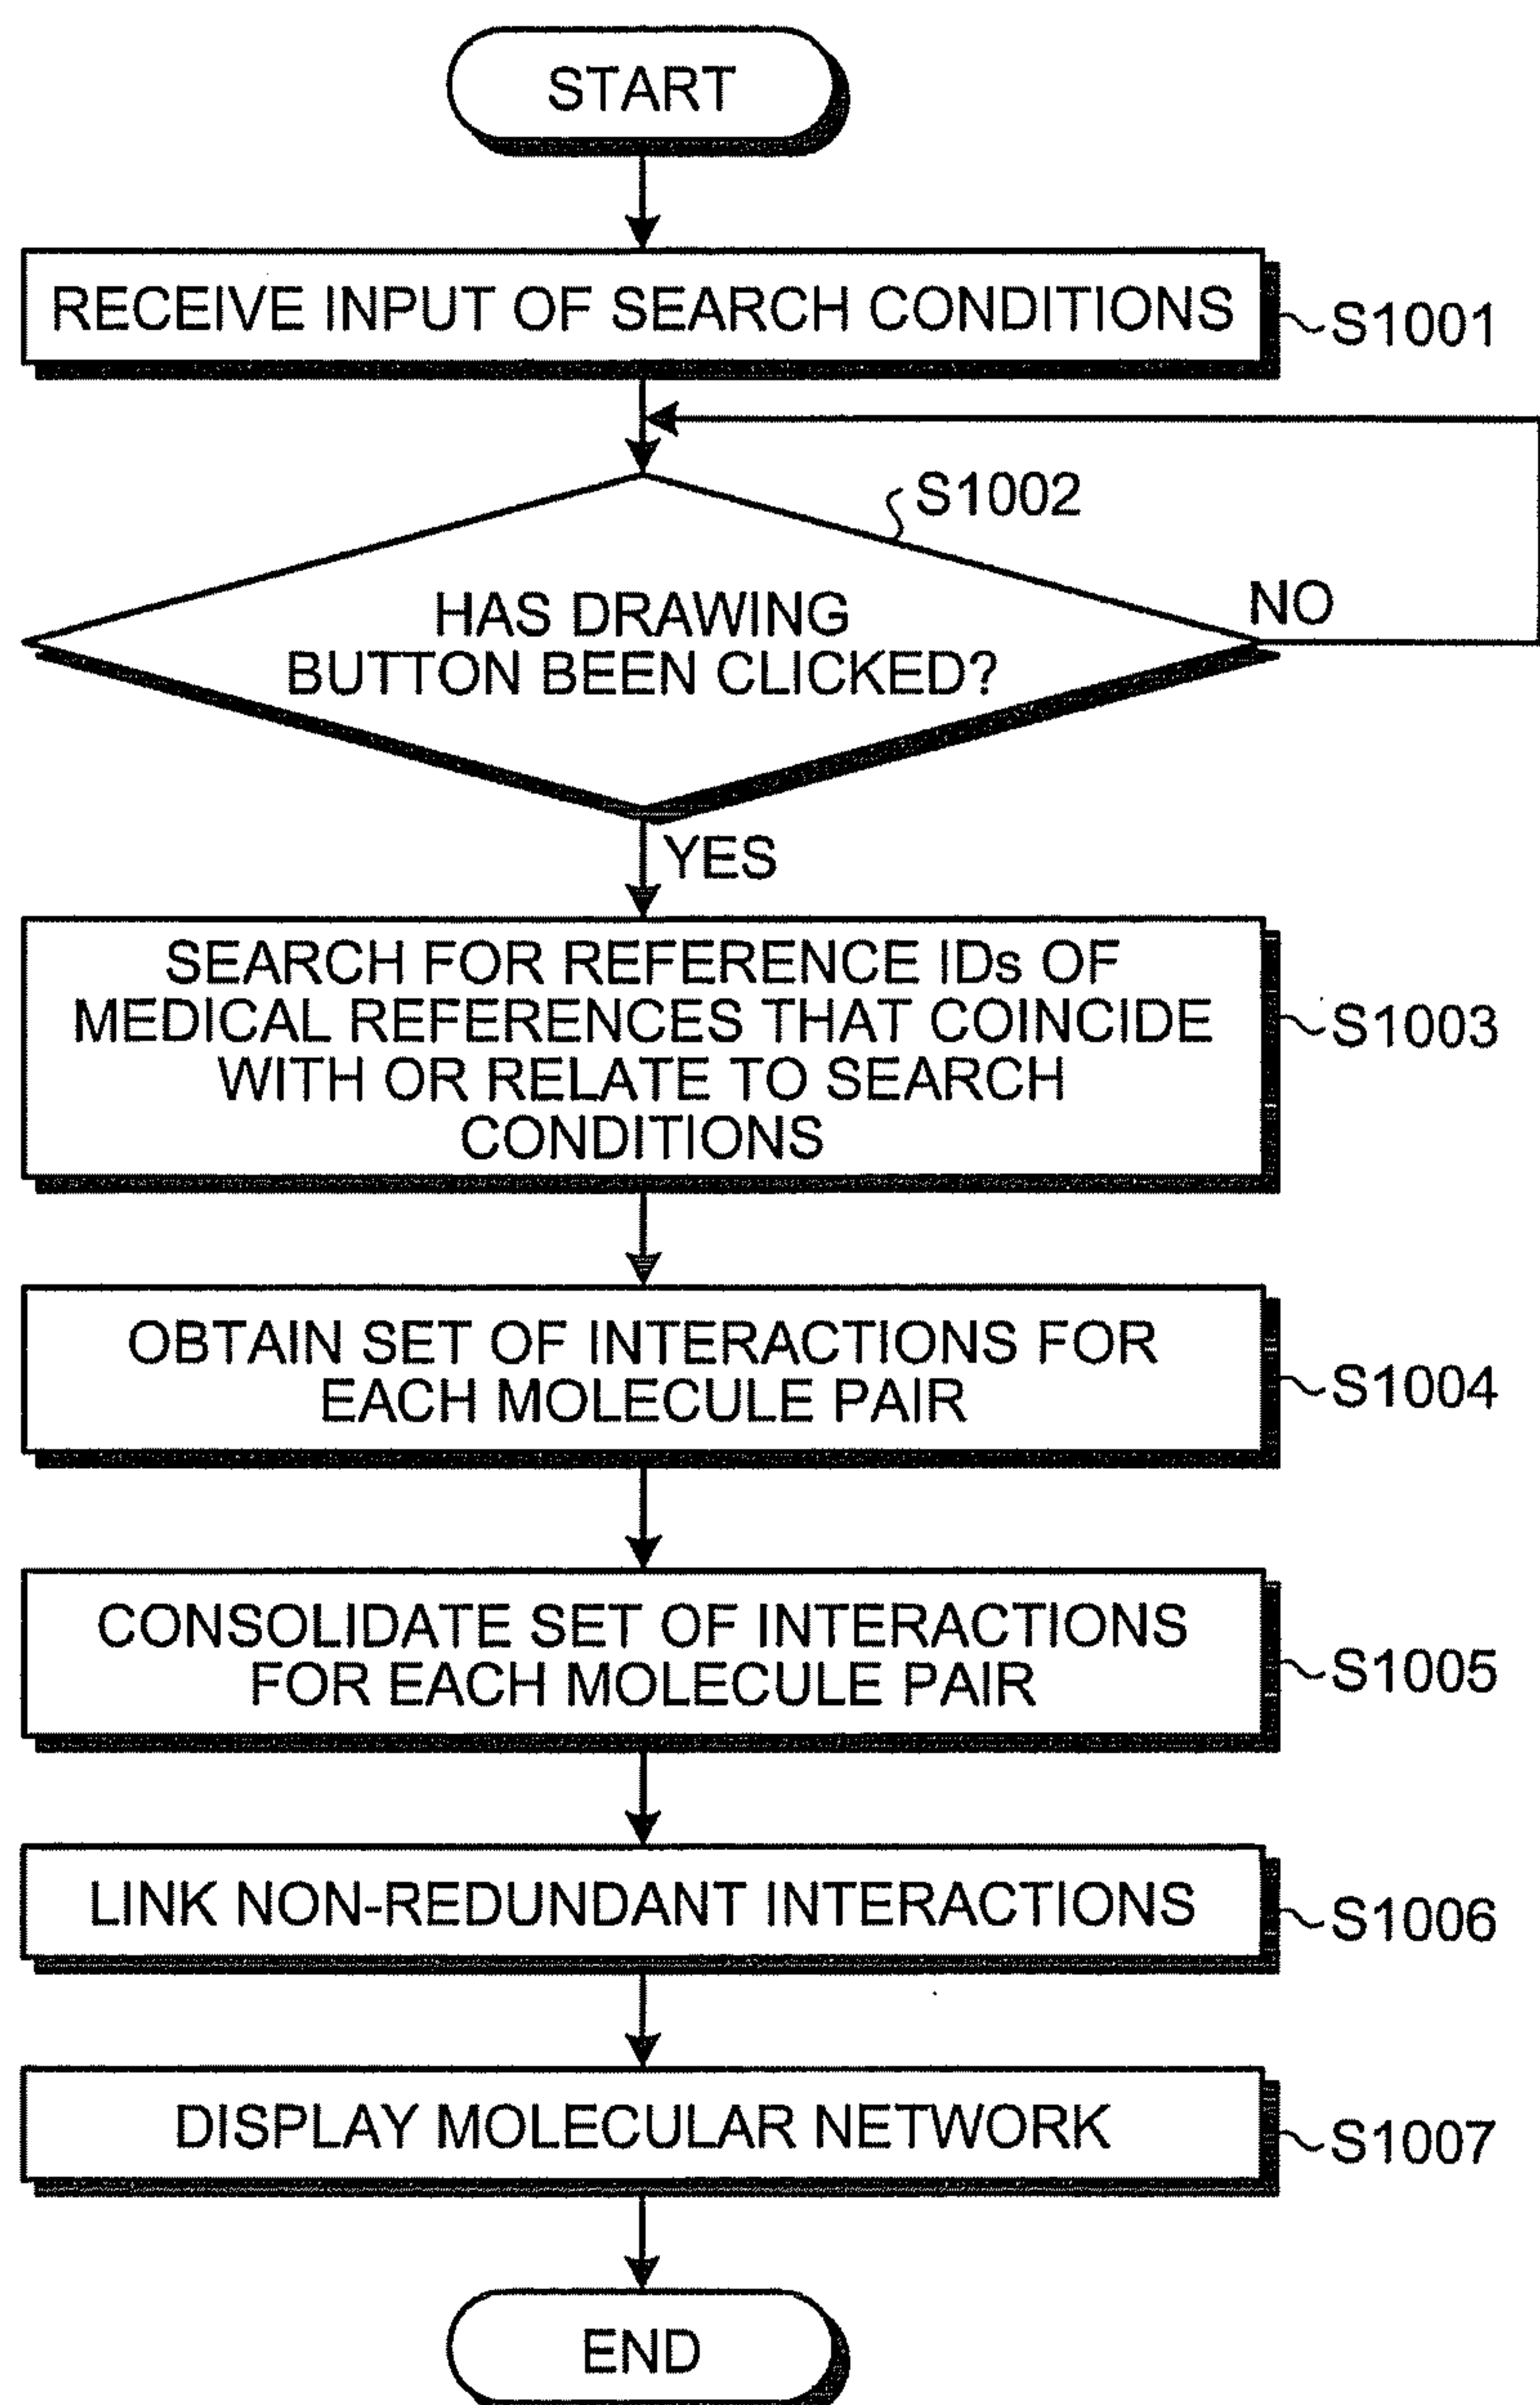 START
RECEIVE INPUT OF SEARCH CONDITIONS
S1001
S1002
HAS DRAWING
BUTTON BEEN CLICKED?
NO
YES
SEARCH FOR REFERENCE IDs OF
MEDICAL REFERENCES THAT COINCIDE
WITH OR RELATE TO SEARCH
CONDITIONS
S1003
OBTAIN SET OF INTERACTIONS FOR
EACH MOLECULE PAIR
S1004
CONSOLIDATE SET OF INTERACTIONS
FOR EACH MOLECULE PAIR
S1005
LINK NON-REDUNDANT INTERACTIONS
S1006
DISPLAY MOLECULAR NETWORK
S1007
END